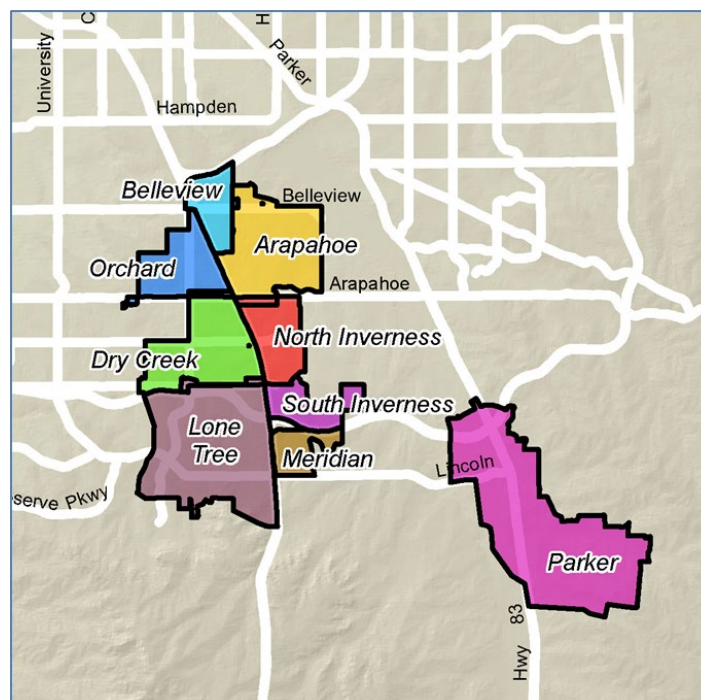 C
H
University
Parker
Hampden
Belleview
Belleview
Arapahoe
Orchard
Arapahoe
North Inverness
Dry Creek
South Inverness
Lone
Tree
Meridian
Lincoln
serve Pkwy
Parker
Hwy 83